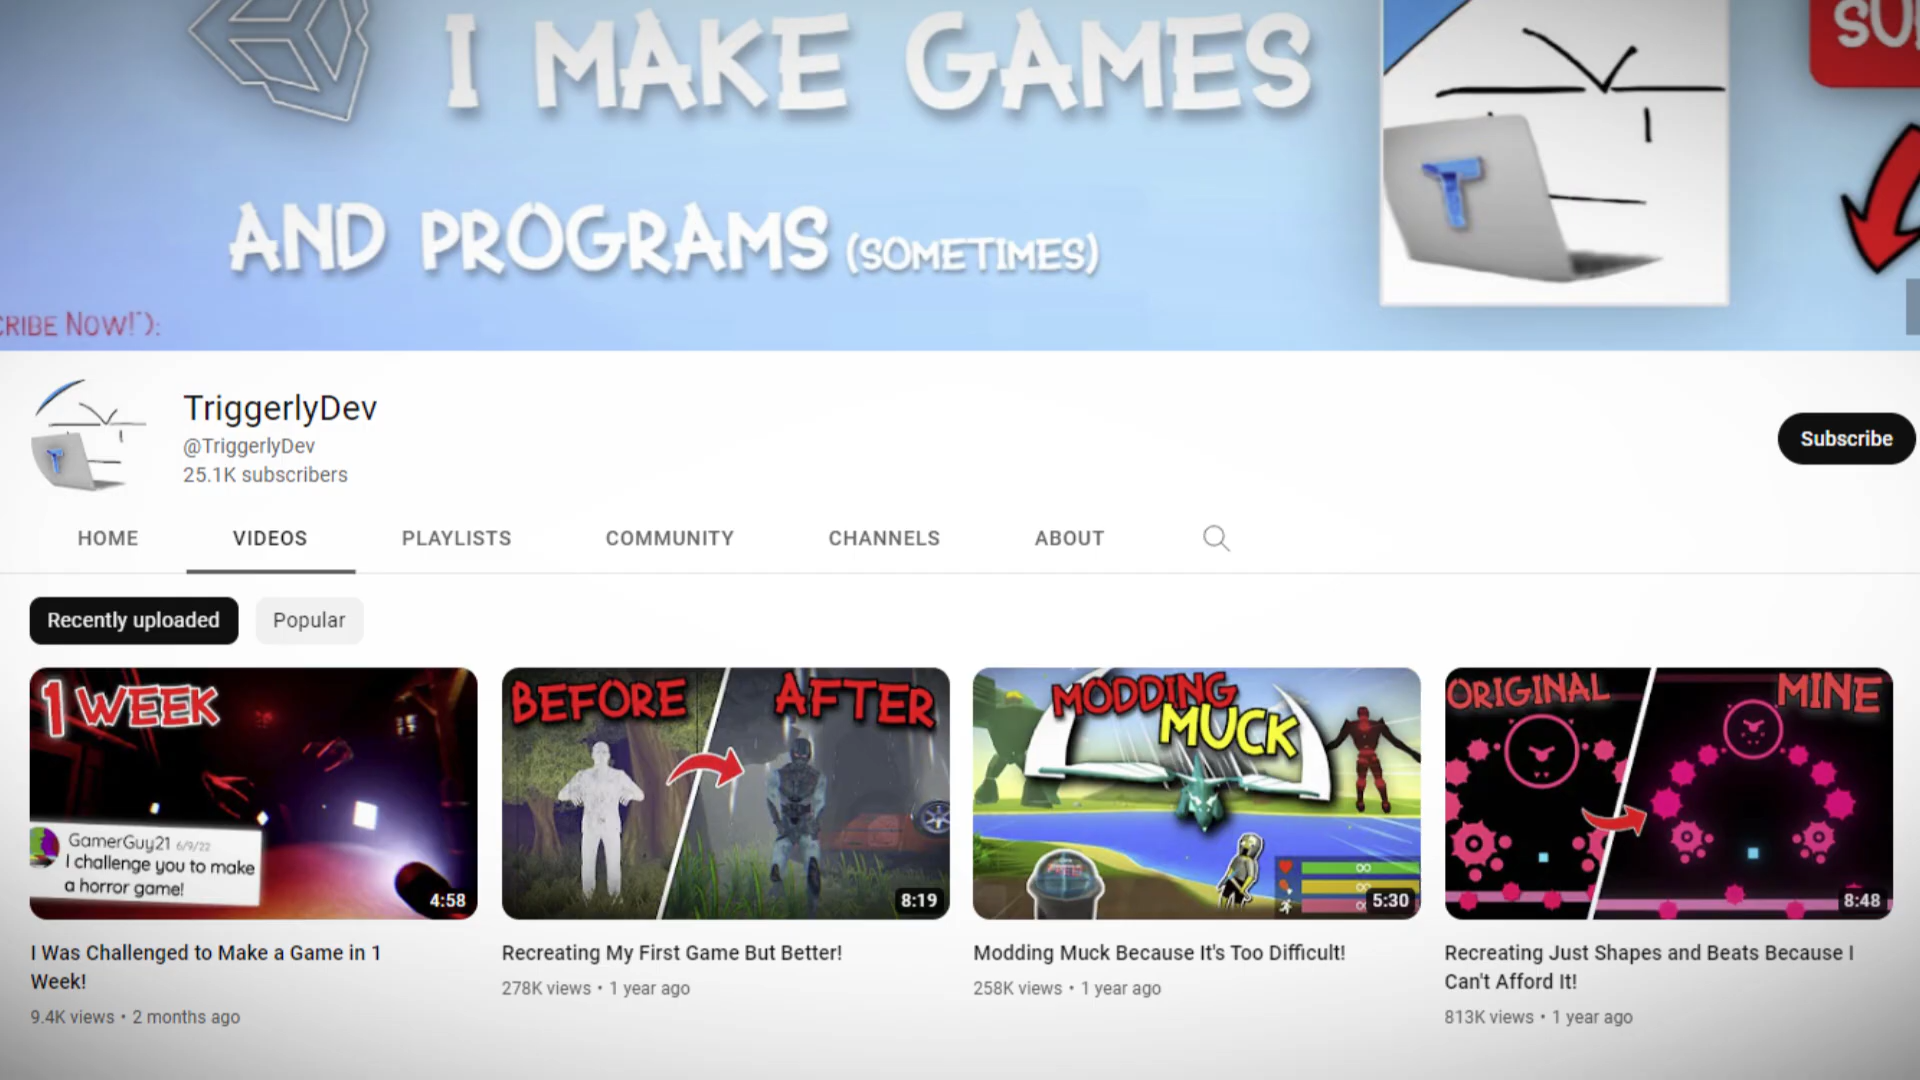 I MAKE GAMES
AND PROGRAMS (SOMETIMES)
CRIBE NOW!"):
T
TriggerlyDev
@TriggerlyDev
25.1K subscribers
Subscribe
HOME VIDEOS PLAYLISTS COMMUNITY CHANNELS ABOUT
Recently uploaded Popular
1 WEEK
GamerGuy21 6/9/22
I challenge you to make
a horror game!
4:58
I Was Challenged to Make a Game in 1
Week!
9.4K views • 2 months ago
BEFORE AFTER
8:19
Recreating My First Game But Better!
278K views • 1 year ago
MODDING
MUCK
5:30
Modding Muck Because It's Too Difficult!
258K views • 1 year ago
ORIGINAL MINE
8:48
Recreating Just Shapes and Beats Because I
Can't Afford It!
813K views • 1 year ago